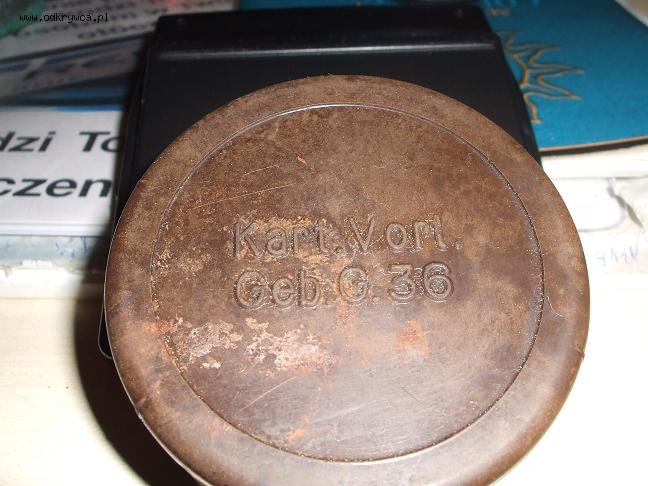 www.odkrywca.pl
dzi To
czen
Kart.Vorl.
Geb.G.36